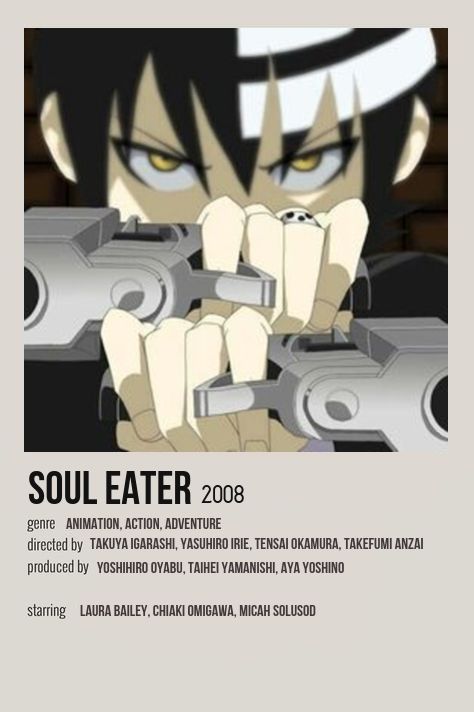 SOUL EATER 2008
genre ANIMATION, ACTION, ADVENTURE
directed by TAKUYA IGARASHI, YASUHIRO IRIE, TENSAI OKAMURA, TAKEFUMI ANZAI
produced by YOSHIHIRO OYABU, TAIHEI YAMANISHI, AYA YOSHINO
starring LAURA BAILEY, CHIAKI OMIGAWA, MICAH SOLUSOD